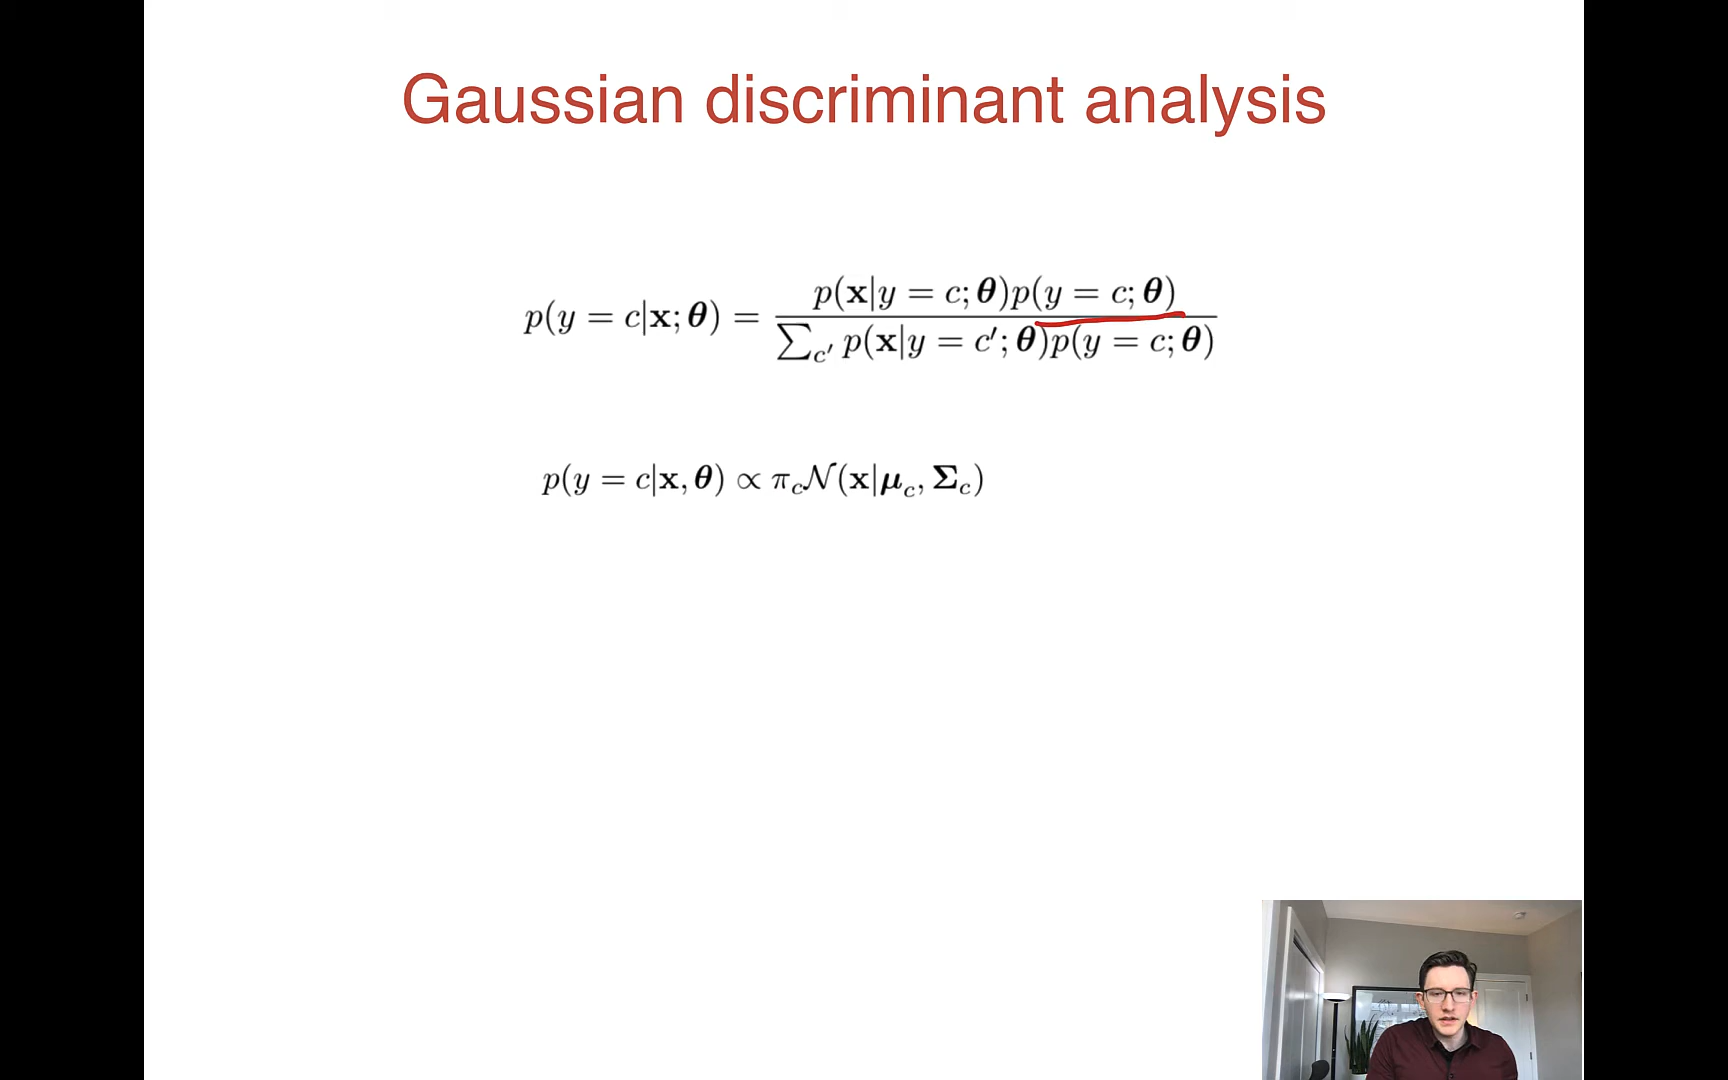 Gaussian discriminant analysis
p(y = c|x; θ) = p(x|y = c; θ)p(y = c; θ) / ∑_{c′} p(x|y = c′; θ)p(y = c; θ)
p(y = c|x, θ) ∝ π_c 𝒩(x|μ_c, Σ_c)